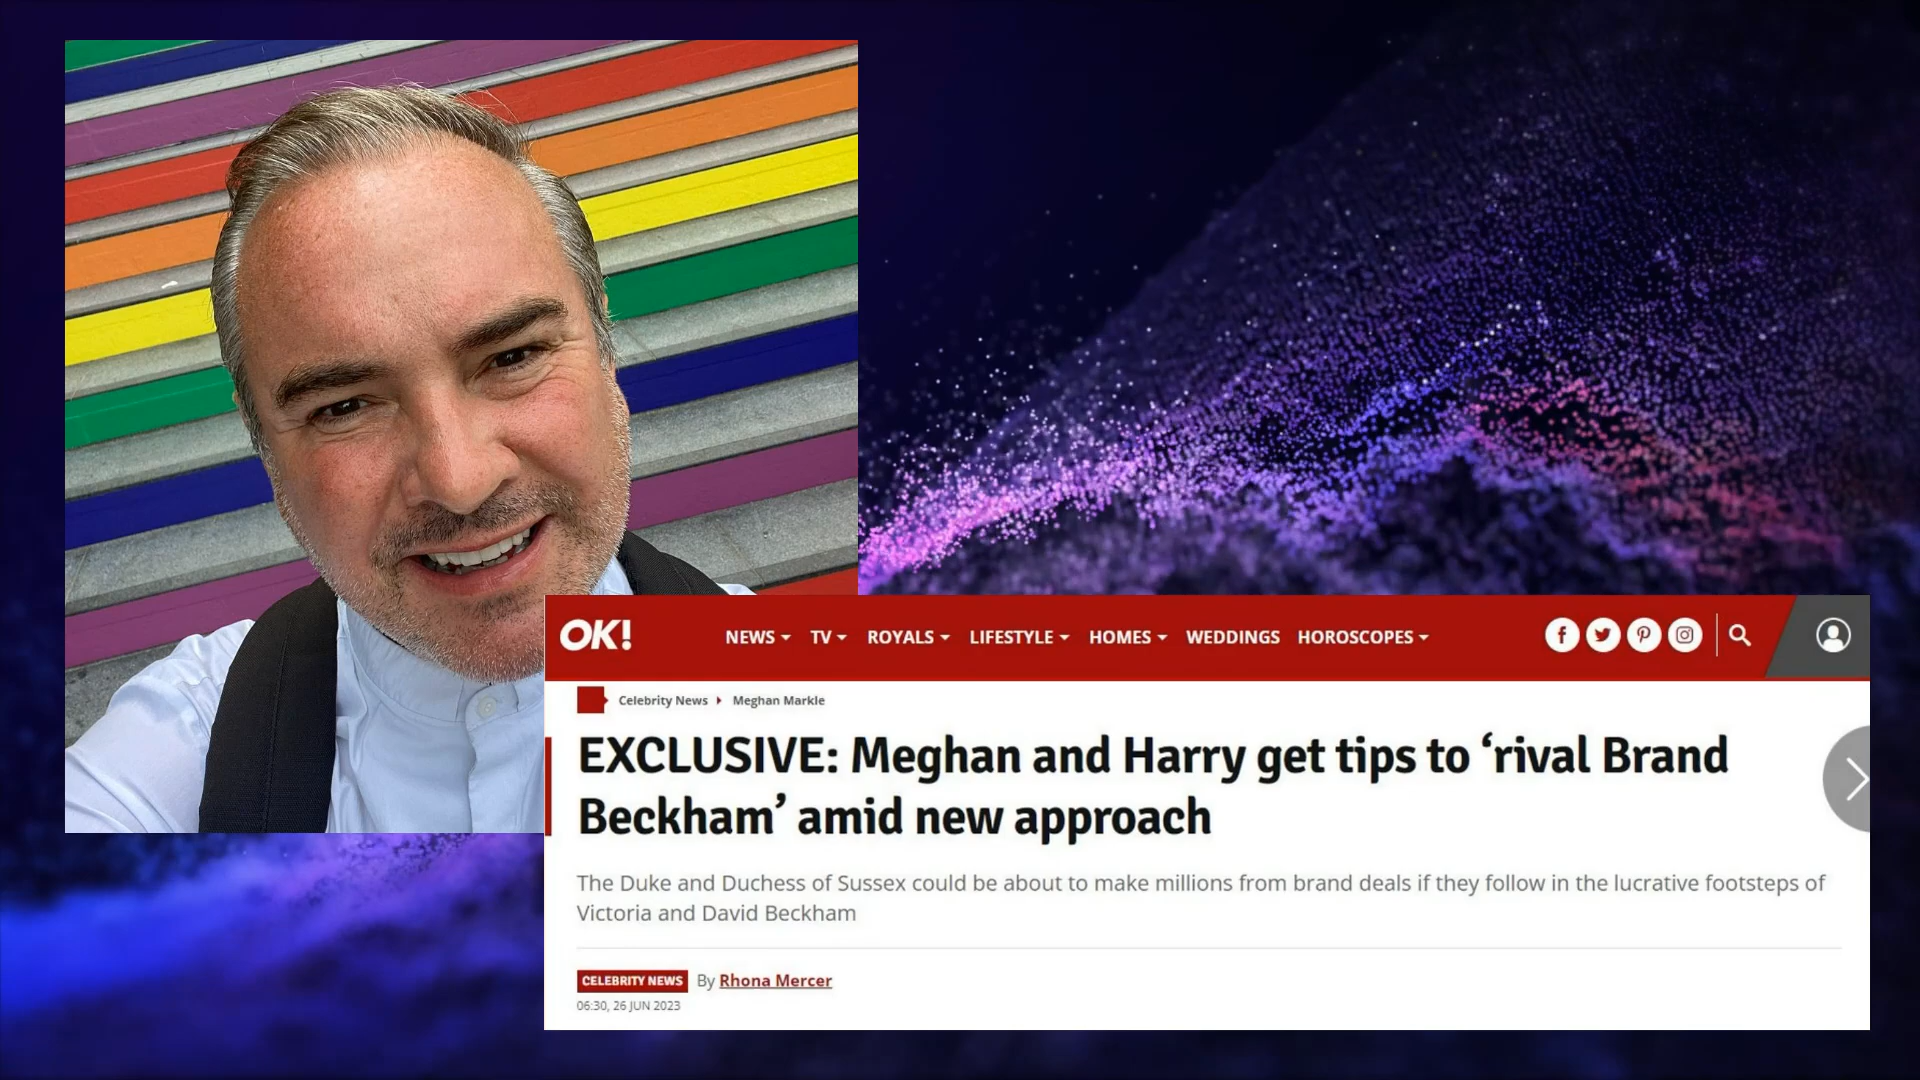 OK!
NEWS TV ROYALS LIFESTYLE HOMES WEDDINGS HOROSCOPES
Celebrity News Meghan Markle
EXCLUSIVE: Meghan and Harry get tips to ‘rival Brand
Beckham’ amid new approach
The Duke and Duchess of Sussex could be about to make millions from brand deals if they follow in the lucrative footsteps of
Victoria and David Beckham
CELEBRITY NEWS By Rhona Mercer
06:30, 26 JUN 2023